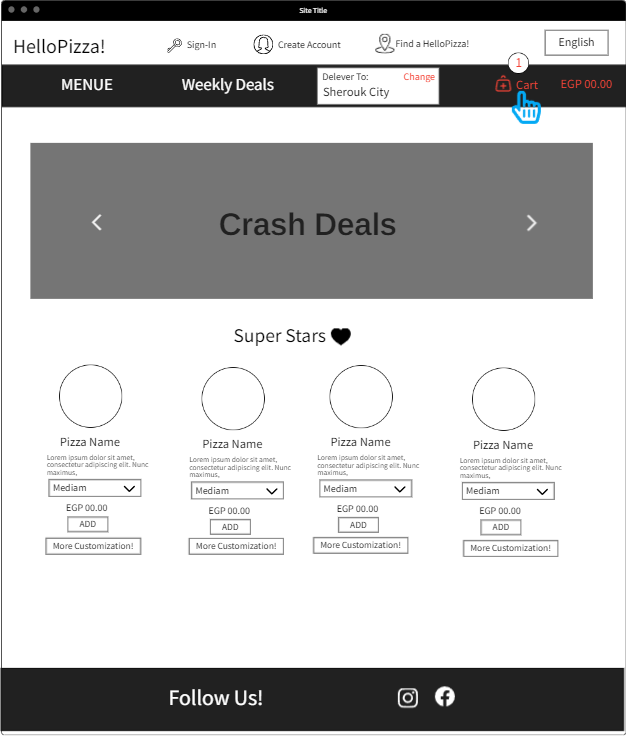 Site Title
HelloPizza!
Sign-In
Create Account
Find a HelloPizza!
English
MENUE
Weekly Deals
Delever To:
Change
Sherouk City
1
Cart
EGP 00.00
Crash Deals
Super Stars
Pizza Name
Lorem ipsum dolor sit amet,
consectetur adipiscing elit. Nunc
maximus,
Mediam
EGP 00.00
ADD
More Customization!
Pizza Name
Lorem ipsum dolor sit amet,
consectetur adipiscing elit. Nunc
maximus,
Mediam
EGP 00.00
ADD
More Customization!
Pizza Name
Lorem ipsum dolor sit amet,
consectetur adipiscing elit. Nunc
maximus,
Mediam
EGP 00.00
ADD
More Customization!
Pizza Name
Lorem ipsum dolor sit amet,
consectetur adipiscing elit. Nunc
maximus,
Mediam
EGP 00.00
ADD
More Customization!
Follow Us!